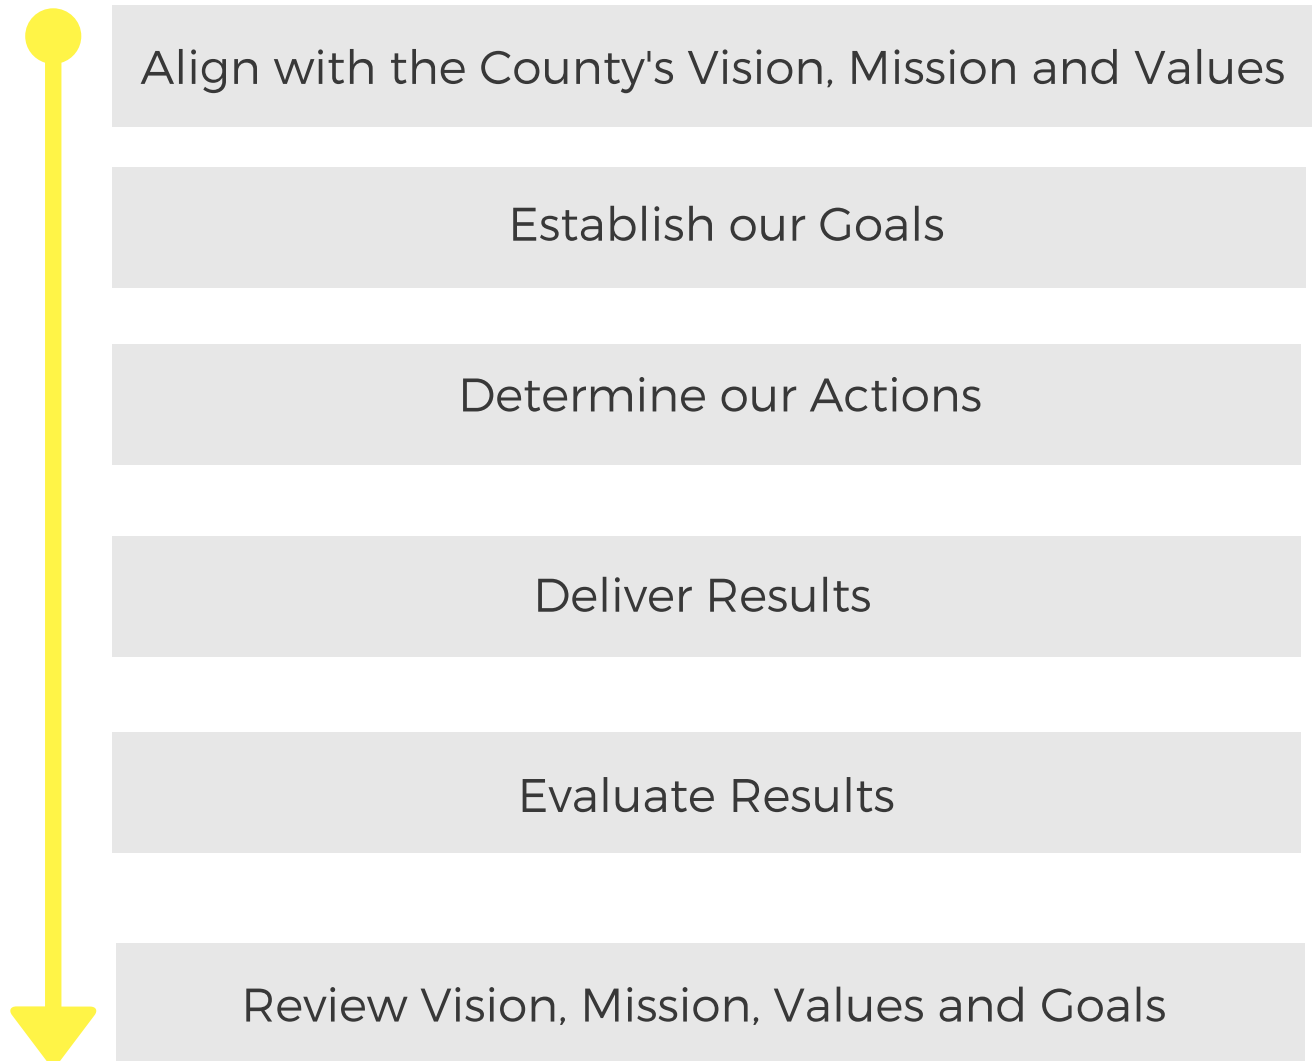 Align with the County's Vision, Mission and Values
Establish our Goals
Determine our Actions
Deliver Results
Evaluate Results
Review Vision, Mission, Values and Goals